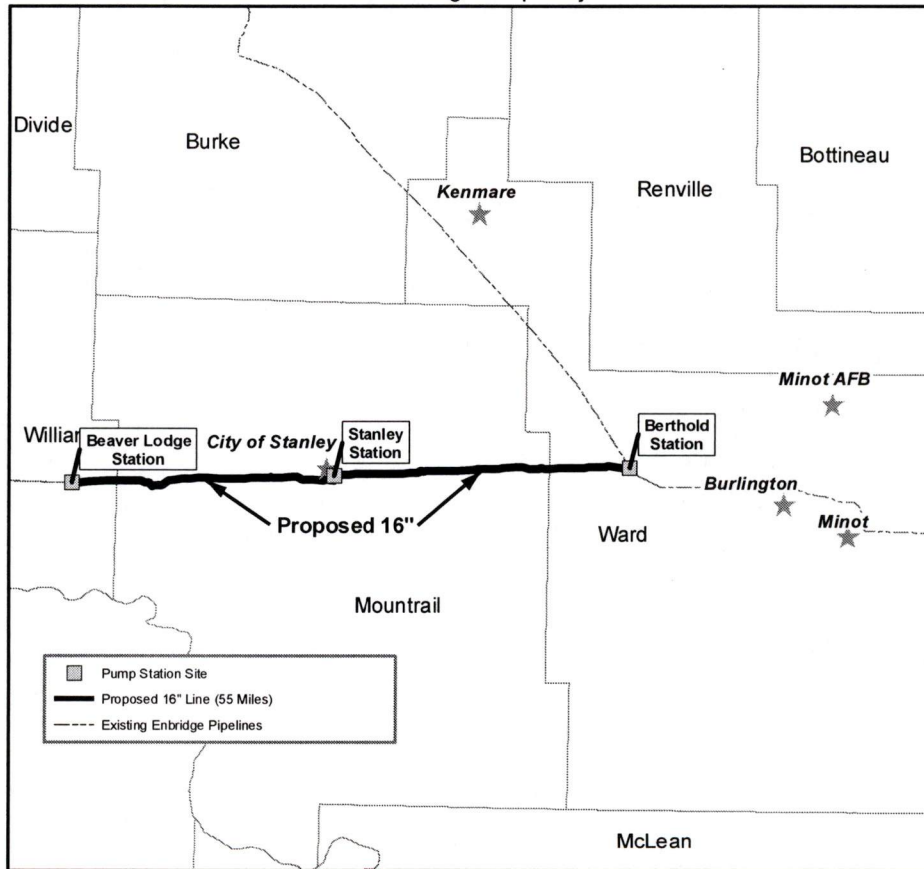 Divide
Burke
Bottineau
Renville
Kenmare
Minot AFB
Beaver Lodge
Station
City of Stanley
Stanley
Station
Berthold
Station
Burlington
Minot
Proposed 16"
Ward
Mountrail
Pump Station Site
Proposed 16" Line (55 Miles)
Existing Enbridge Pipelines
McLean